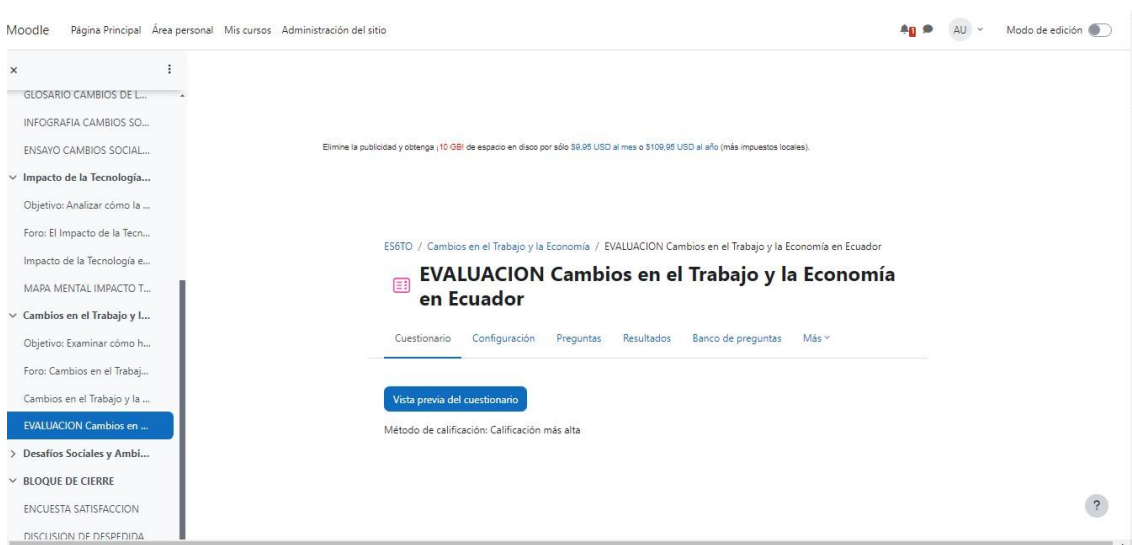 Moodle Página Principal Área personal Mis cursos Administración del sitio
1 AU Modo de edición
GLOSARIO CAMBIOS DE L...
INFOGRAFIA CAMBIOS SO...
ENSAYO CAMBIOS SOCIAL...
Impacto de la Tecnología...
Objetivo: Analizar cómo la ...
Foro: El Impacto de la Tecn...
Impacto de la Tecnología e...
MAPA MENTAL IMPACTO T...
Cambios en el Trabajo y l...
Objetivo: Examinar cómo h...
Foro: Cambios en el Trabaj...
Cambios en el Trabajo y la ...
EVALUACION Cambios en ...
Desafíos Sociales y Ambi...
BLOQUE DE CIERRE
ENCUESTA SATISFACCION
DISCUSION DE DESPEDIDA
Elimine la publicidad y obtenga ¡10 GB! de espacio en disco por sólo $9,95 USD al mes o $109,95 USD al año (más impuestos locales).
ES6TO / Cambios en el Trabajo y la Economía / EVALUACION Cambios en el Trabajo y la Economía en Ecuador
EVALUACION Cambios en el Trabajo y la Economía
en Ecuador
Cuestionario Configuración Preguntas Resultados Banco de preguntas Más
Vista previa del cuestionario
Método de calificación: Calificación más alta
?